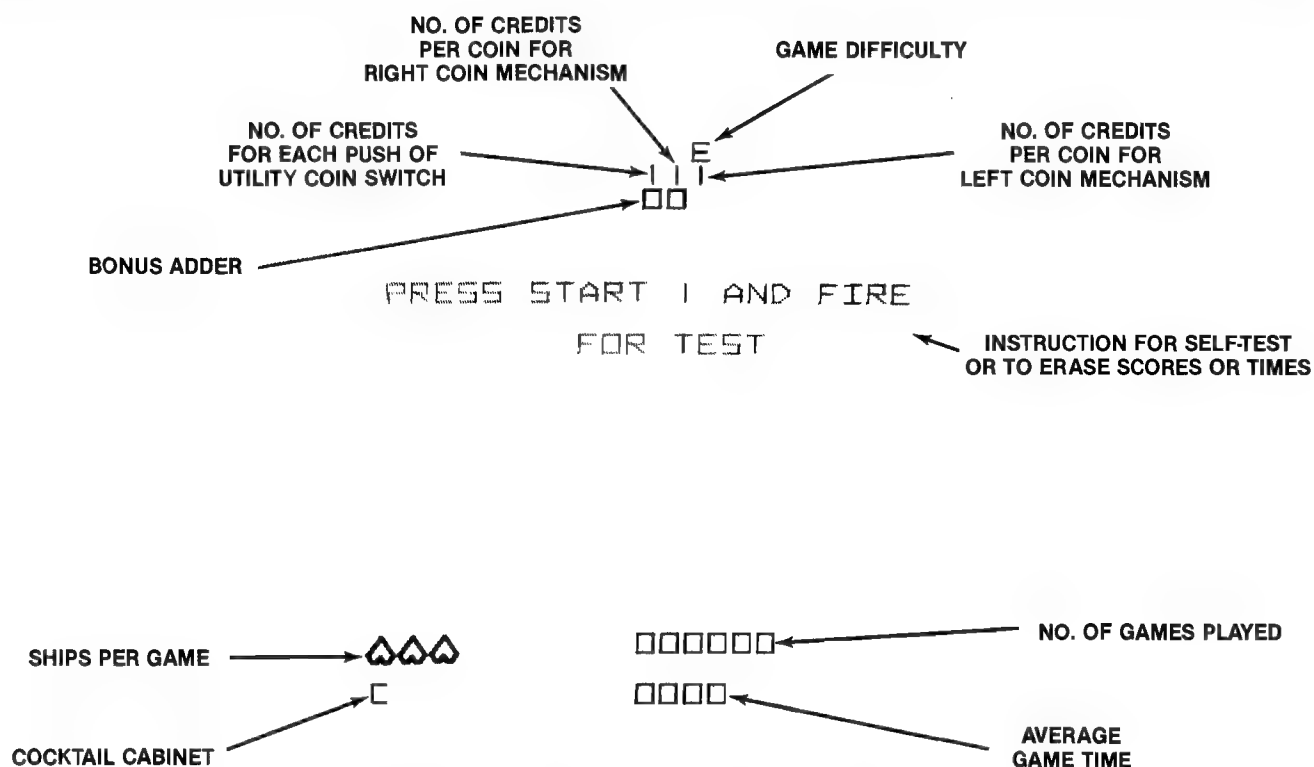 NO. OF CREDITS
PER COIN FOR
RIGHT COIN MECHANISM
GAME DIFFICULTY
NO. OF CREDITS
FOR EACH PUSH OF
UTILITY COIN SWITCH
E
1 1 1
00
NO. OF CREDITS
PER COIN FOR
LEFT COIN MECHANISM
BONUS ADDER
PRESS START 1 AND FIRE
FOR TEST
INSTRUCTION FOR SELF-TEST
OR TO ERASE SCORES OR TIMES
SHIPS PER GAME
000000
NO. OF GAMES PLAYED
C
0000
COCKTAIL CABINET
AVERAGE
GAME TIME